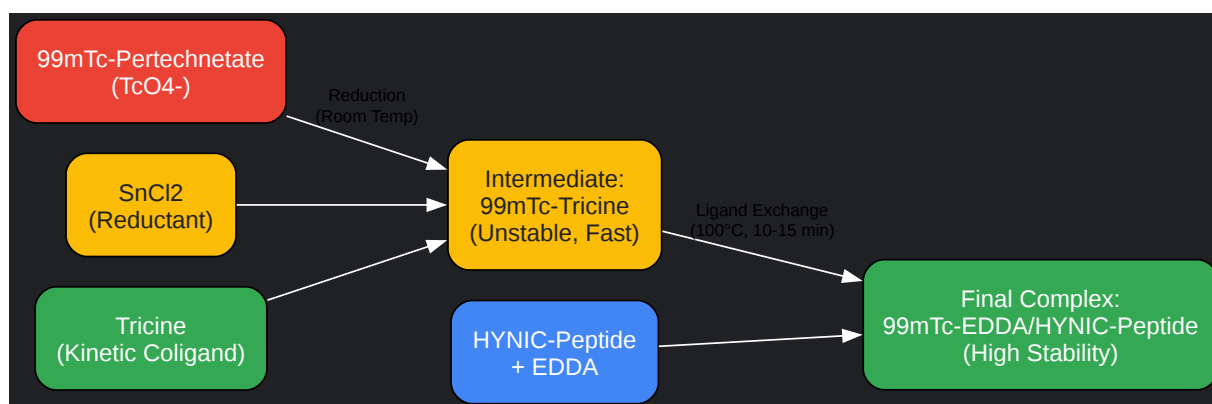 99mTc-Pertechnetate
(TcO4-)
Reduction
(Room Temp)
SnCl2
(Reductant)
Intermediate:
99mTc-Tricine
(Unstable, Fast)
Ligand Exchange
(100°C, 10-15 min)
Tricine
(Kinetic Coligand)
HYNIC-Peptide
+ EDDA
Final Complex:
99mTc-EDDA/HYNIC-Peptide
(High Stability)